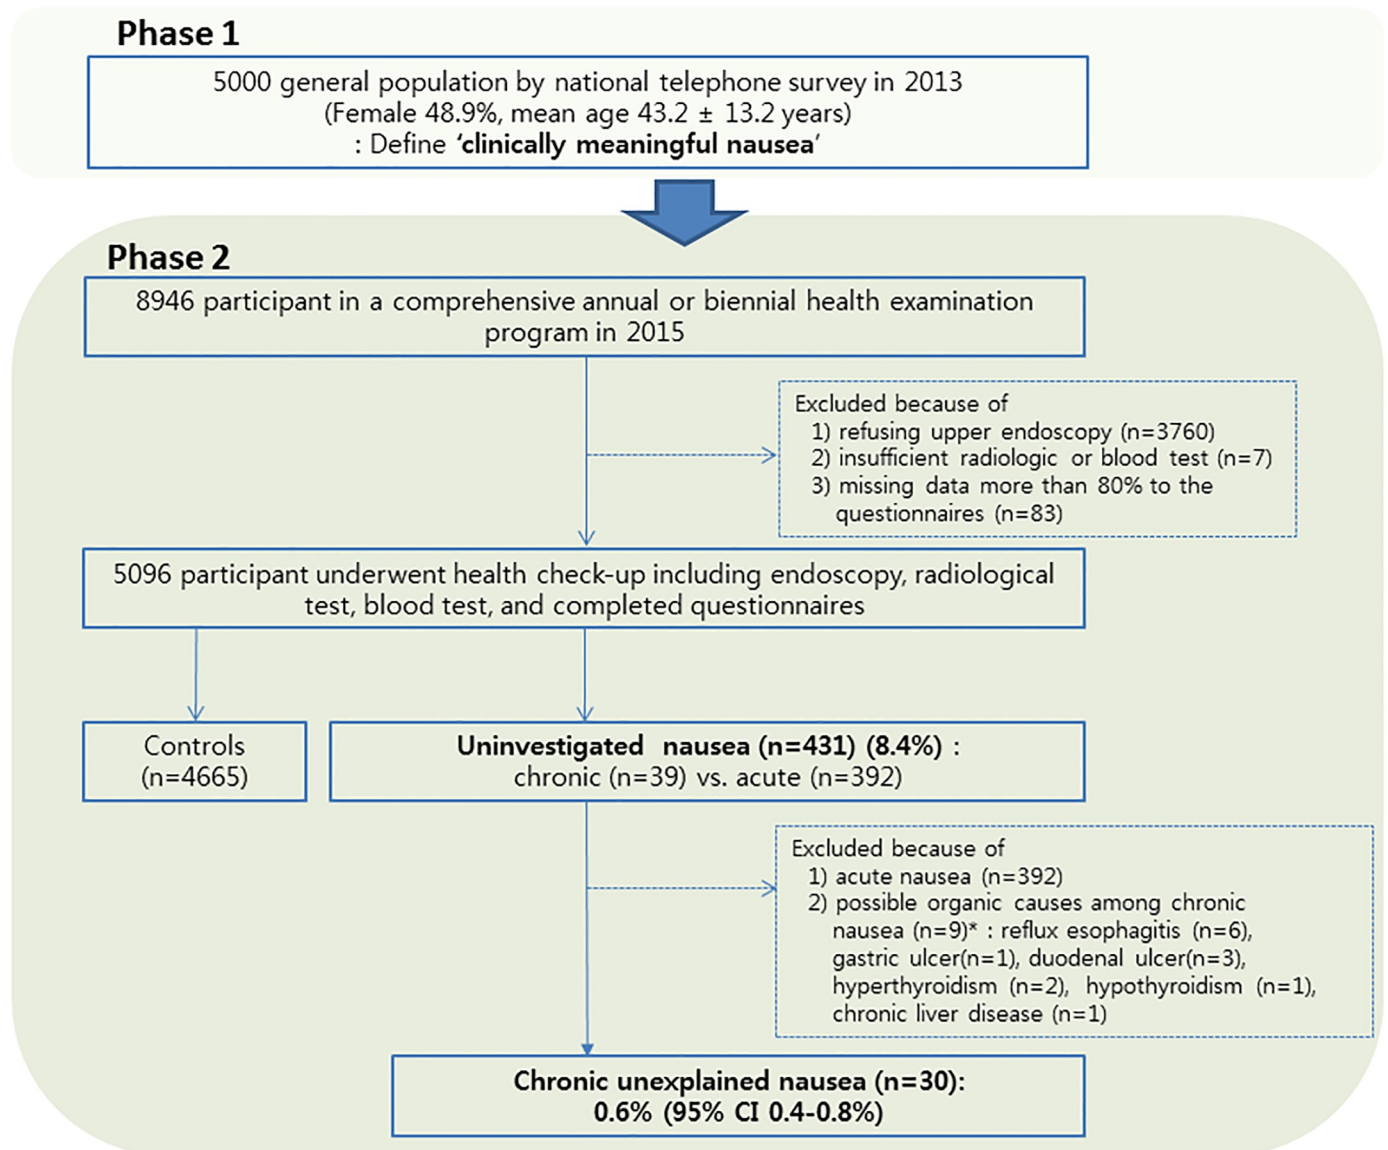 Phase 1
5000 general population by national telephone survey in 2013
(Female 48.9%, mean age 43.2 ± 13.2 years)
: Define ‘clinically meaningful nausea’
Phase 2
8946 participant in a comprehensive annual or biennial health examination
program in 2015
Excluded because of
1) refusing upper endoscopy (n=3760)
2) insufficient radiologic or blood test (n=7)
3) missing data more than 80% to the
questionnaires (n=83)
5096 participant underwent health check-up including endoscopy, radiological
test, blood test, and completed questionnaires
Controls
(n=4665)
Uninvestigated nausea (n=431) (8.4%) :
chronic (n=39) vs. acute (n=392)
Excluded because of
1) acute nausea (n=392)
2) possible organic causes among chronic
nausea (n=9)* : reflux esophagitis (n=6),
gastric ulcer(n=1), duodenal ulcer(n=3),
hyperthyroidism (n=2), hypothyroidism (n=1),
chronic liver disease (n=1)
Chronic unexplained nausea (n=30):
0.6% (95% CI 0.4-0.8%)